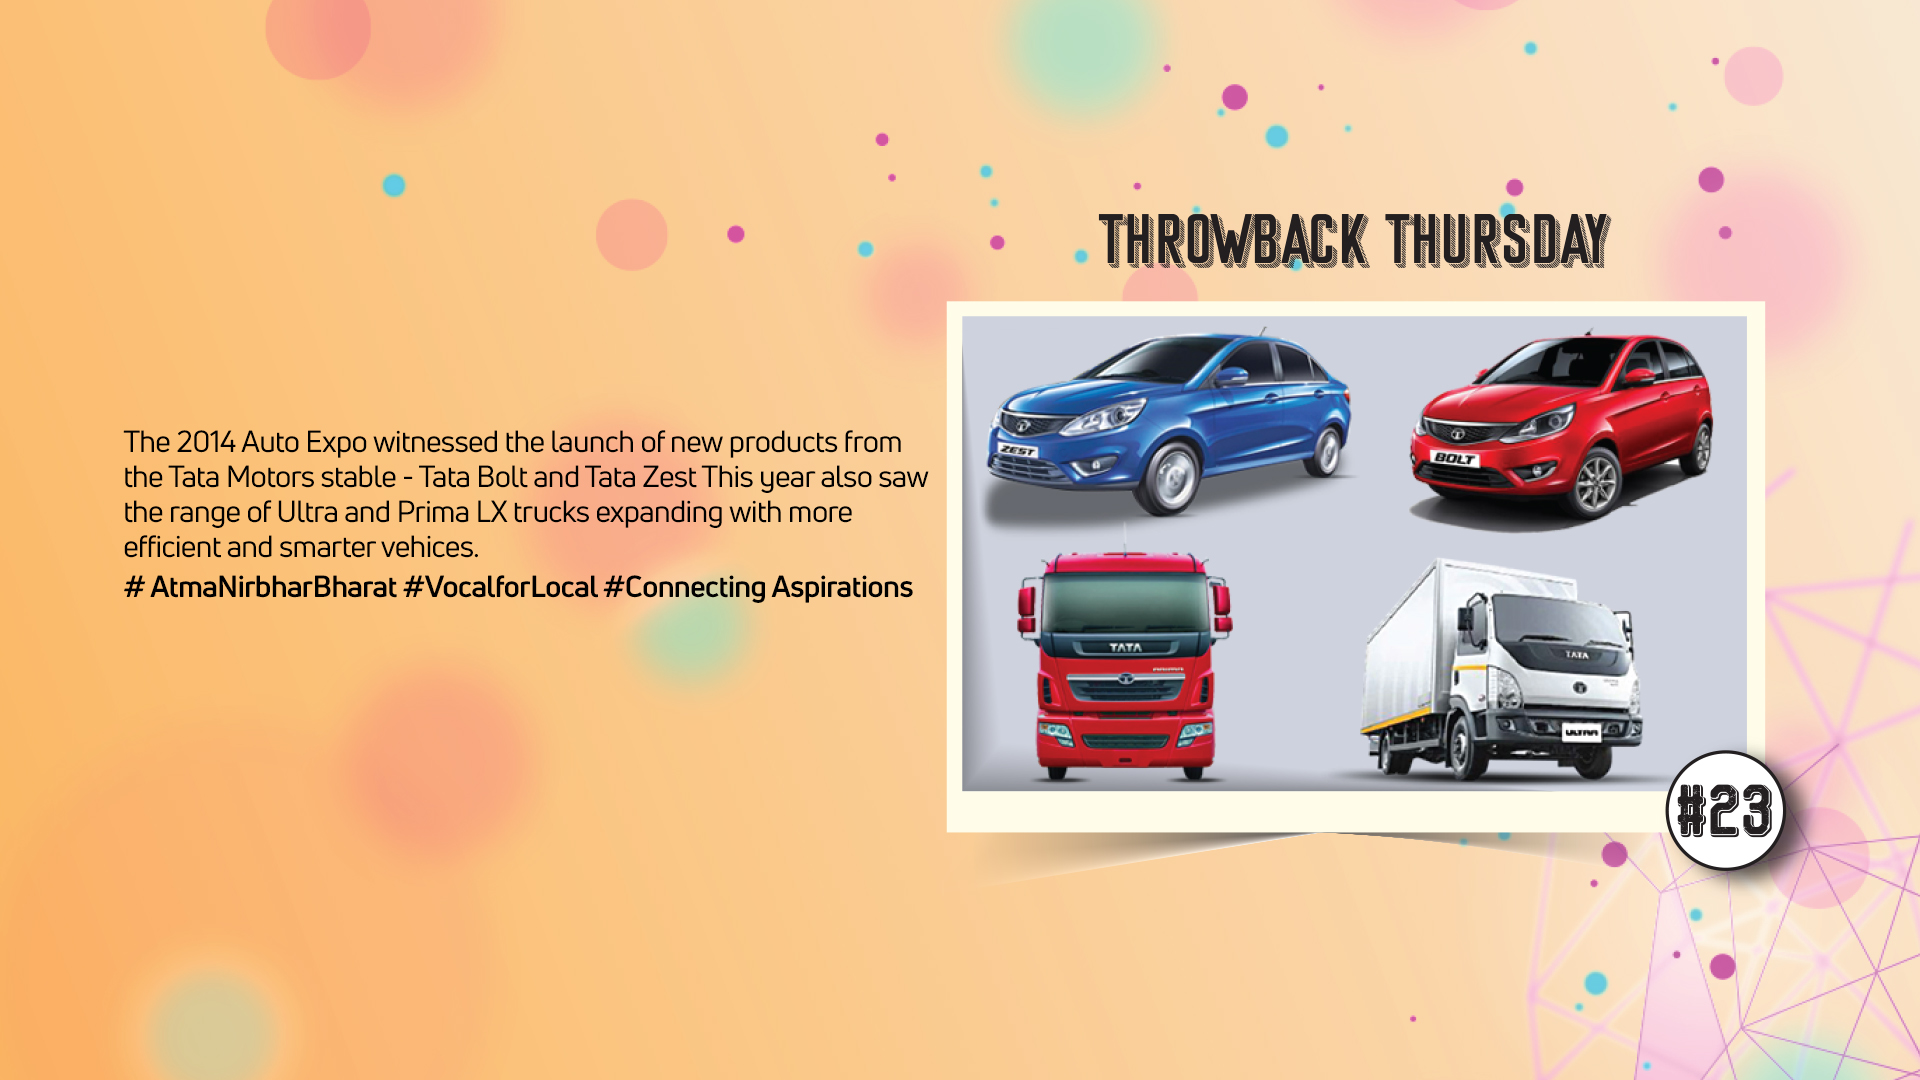 THROWBACK THURSDAY
The 2014 Auto Expo witnessed the launch of new products from
the Tata Motors stable - Tata Bolt and Tata Zest This year also saw
the range of Ultra and Prima LX trucks expanding with more
efficient and smarter vehices.
# AtmaNirbharBharat #VocalforLocal #Connecting Aspirations
ZEST
BOLT
TATA
TATA
ULTRA
#23